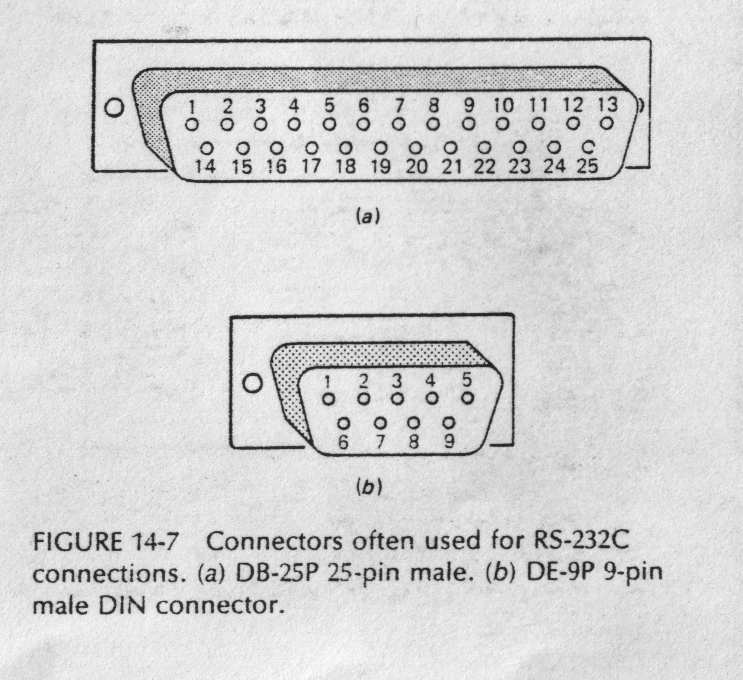 1 2 3 4 5 6 7 8 9 10 11 12 13
14 15 16 17 18 19 20 21 22 23 24 25
(a)
1 2 3 4 5
6 7 8 9
(b)
FIGURE 14-7 Connectors often used for RS-232C
connections. (a) DB-25P 25-pin male. (b) DE-9P 9-pin
male DIN connector.